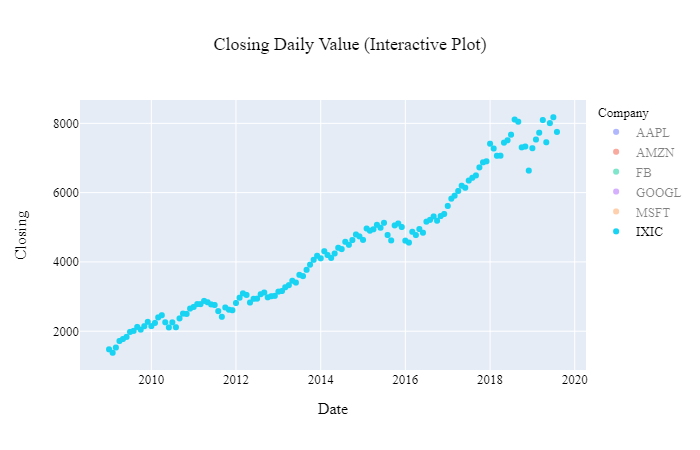 Closing Daily Value (Interactive Plot)
Company
AAPL
AMZN
FB
GOOGL
MSFT
IXIC
Closing
8000
6000
4000
2000
2010 2012 2014 2016 2018 2020
Date